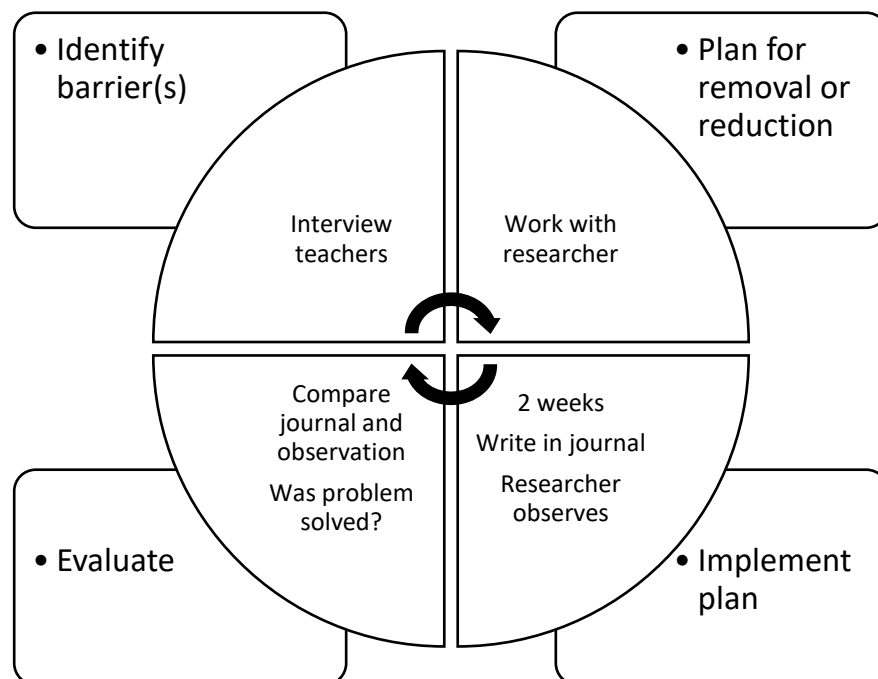 • Identify
barrier(s)
• Plan for
removal or
reduction
Interview
teachers
Work with
researcher
Compare
journal and
observation
Was problem
solved?
2 weeks
Write in journal
Researcher
observes
• Evaluate
• Implement
plan